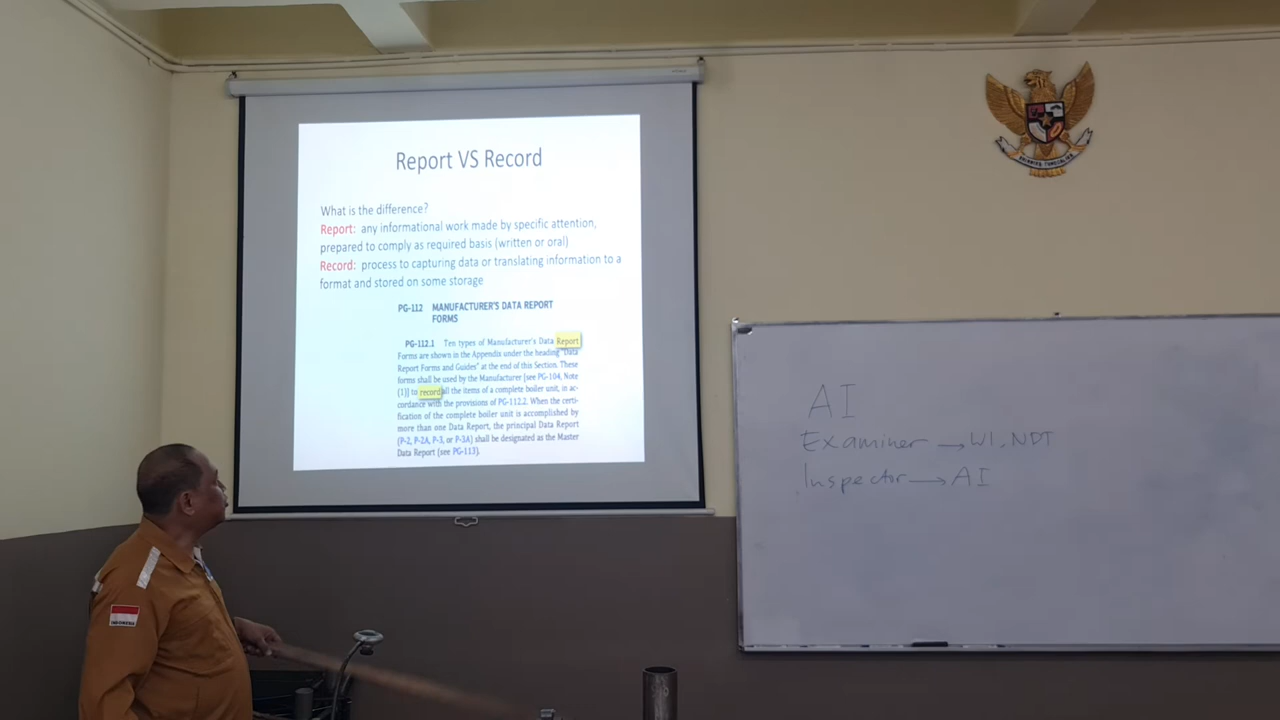 Report VS Record
What is the difference?
Report: any informational work made by specific attention,
prepared to comply as required basis (written or oral)
Record: process to capturing data or translating information to a
format and stored on some storage
PG-112 MANUFACTURER'S DATA REPORT
FORMS
PG-112.1 Ten types of Manufacturer's Data Report
Forms are shown in the Appendix under the heading "Data
Report Forms and Guides" at the end of this Section. These
forms shall be used by the Manufacturer [see PG-104, Note
(1)] to record all the items of a complete boiler unit, in ac-
cordance with the provisions of PG-112.2. When the certi-
fication of the complete boiler unit is accomplished by
more than one Data Report, the principal Data Report
(P-2, P-2A, P-3, or P-3A) shall be designated as the Master
Data Report (see PG-113).
AI
Examiner → WI, NDT
Inspector → AI
BHINNEKA TUNGGAL IKA
INDONESIA